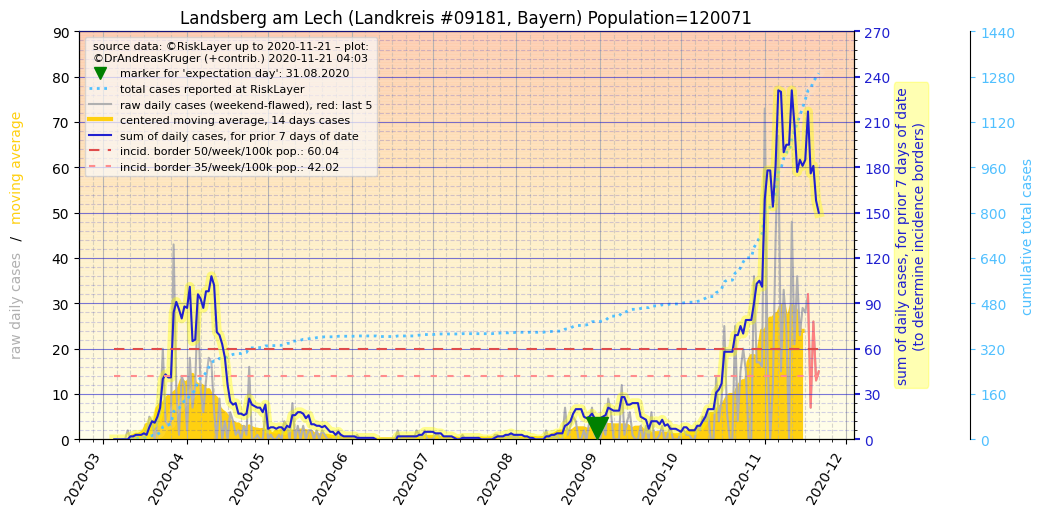 Landsberg am Lech (Landkreis #09181, Bayern) Population=120071
source data: ©RiskLayer up to 2020-11-21 – plot:
©DrAndreasKruger (+contrib.) 2020-11-21 04:03
marker for 'expectation day': 31.08.2020
total cases reported at RiskLayer
raw daily cases (weekend-flawed), red: last 5
centered moving average, 14 days cases
sum of daily cases, for prior 7 days of date
incid. border 50/week/100k pop.: 60.04
incid. border 35/week/100k pop.: 42.02
raw daily cases / moving average
90
80
70
60
50
40
30
20
10
0
2020-03
2020-04
2020-05
2020-06
2020-07
2020-08
2020-09
2020-10
2020-11
2020-12
270
240
210
180
150
120
90
60
30
0
sum of daily cases, for prior 7 days of date
(to determine incidence borders)
1440
1280
1120
960
800
640
480
320
160
0
cumulative total cases